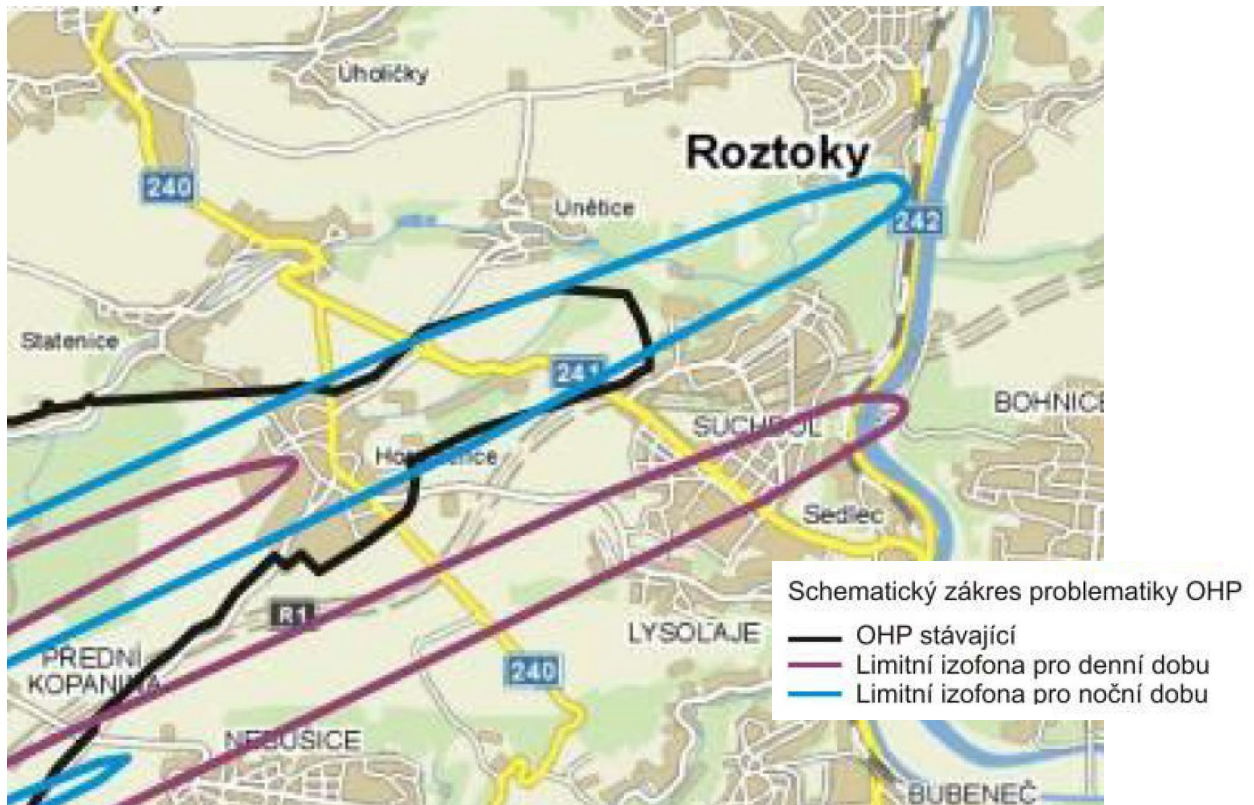 Úholičky
Roztoky
240
Únětice
242
Statenice
241
BOHNICE
SUCHDOL
Sedlec
Schematický zákres problematiky OHP
R1
OHP stávající
LYSOLAJE
Limitní izofona pro denní dobu
PŘEDNÍ
KOPANINA
240
Limitní izofona pro noční dobu
NEBUŠICE
BUBENEČ